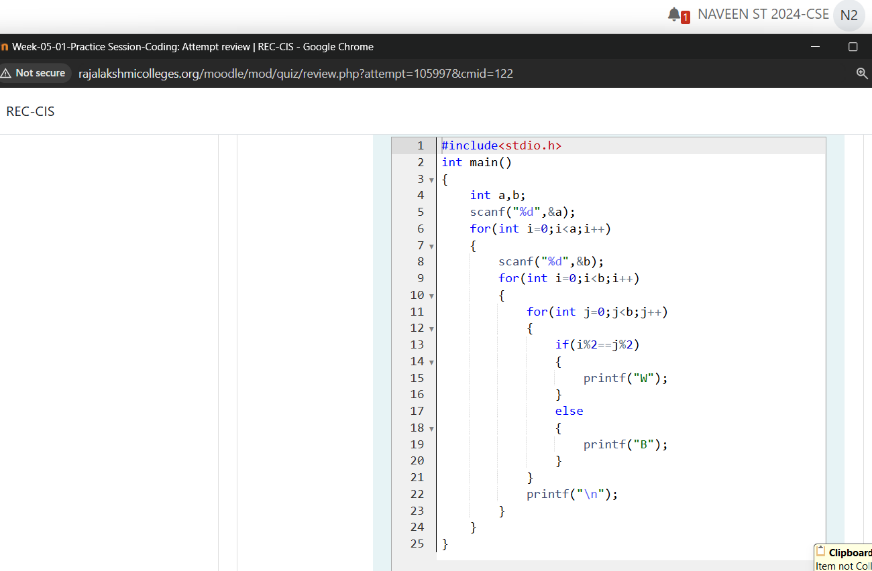 1 NAVEEN ST 2024-CSE N2
n Week-05-01-Practice Session-Coding: Attempt review | REC-CIS - Google Chrome
Not secure rajalakshmicolleges.org/moodle/mod/quiz/review.php?attempt=105997&cmid=122
REC-CIS
1 #include<stdio.h>
2 int main()
3 {
4     int a,b;
5     scanf("%d",&a);
6     for(int i=0;i<a;i++)
7     {
8         scanf("%d",&b);
9         for(int i=0;i<b;i++)
10         {
11             for(int j=0;j<b;j++)
12             {
13                 if(i%2==j%2)
14                 {
15                     printf("W");
16                 }
17                 else
18                 {
19                     printf("B");
20                 }
21             }
22             printf("\n");
23         }
24     }
25 }
Clipboard
Item not Coll